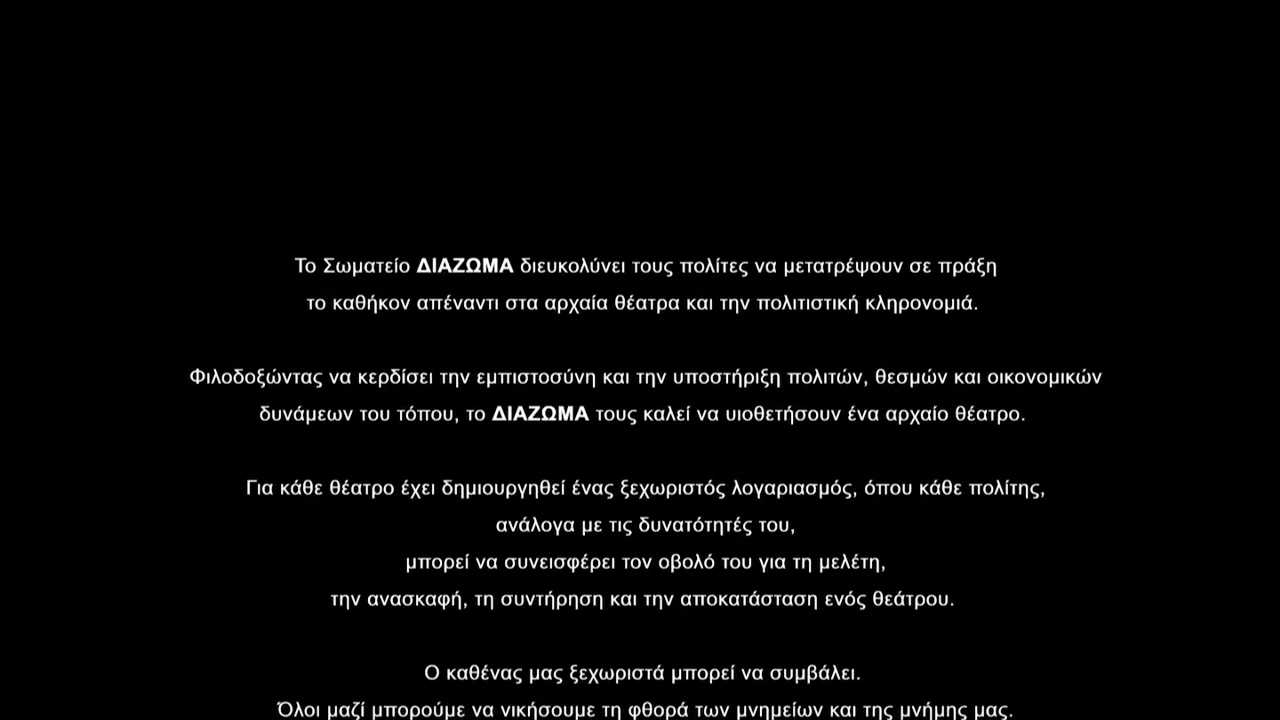 Το Σωματείο ΔΙΑΖΩΜΑ διευκολύνει τους πολίτες να μετατρέψουν σε πράξη
το καθήκον απέναντι στα αρχαία θέατρα και την πολιτιστική κληρονομιά.
Φιλοδοξώντας να κερδίσει την εμπιστοσύνη και την υποστήριξη πολιτών, θεσμών και οικονομικών
δυνάμεων του τόπου, το ΔΙΑΖΩΜΑ τους καλεί να υιοθετήσουν ένα αρχαίο θέατρο.
Για κάθε θέατρο έχει δημιουργηθεί ένας ξεχωριστός λογαριασμός, όπου κάθε πολίτης,
ανάλογα με τις δυνατότητές του,
μπορεί να συνεισφέρει τον οβολό του για τη μελέτη,
την ανασκαφή, τη συντήρηση και την αποκατάσταση ενός θεάτρου.
Ο καθένας μας ξεχωριστά μπορεί να συμβάλει.
Όλοι μαζί μπορούμε να νικήσουμε τη φθορά των μνημείων και της μνήμης μας.